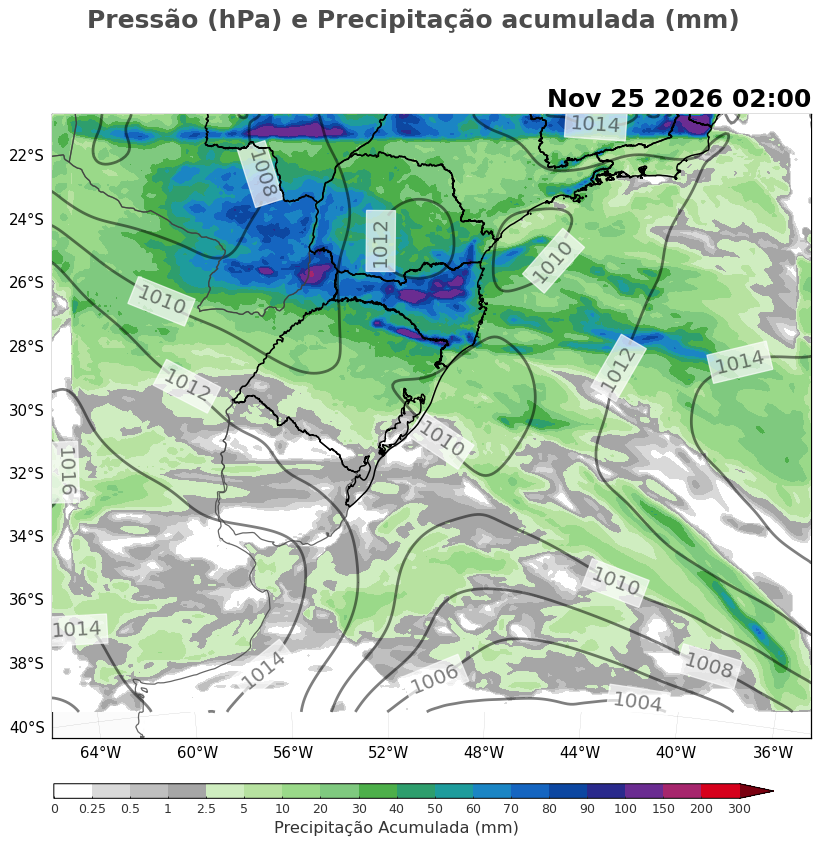 Pressão (hPa) e Precipitação acumulada (mm)
Nov 25 2026 02:00
1014
22°S
1008
24°S
1012
1010
26°S
1010
28°S
1012
1014
1012
30°S
1010
32°S
1016
34°S
1010
36°S
1014
1008
38°S
1014
1006
1004
40°S
64°W 60°W 56°W 52°W 48°W 44°W 40°W 36°W
0 0.25 0.5 1 2.5 5 10 20 30 40 50 60 70 80 90 100 150 200 300
Precipitação Acumulada (mm)